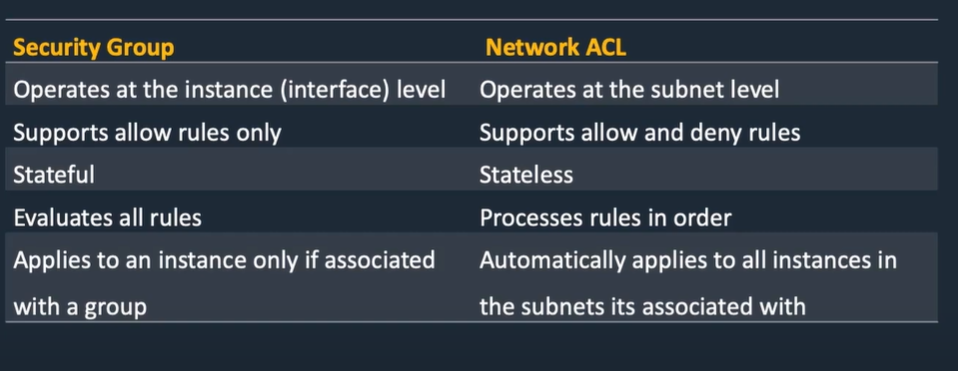 Security Group Network ACL
Operates at the instance (interface) level Operates at the subnet level
Supports allow rules only Supports allow and deny rules
Stateful Stateless
Evaluates all rules Processes rules in order
Applies to an instance only if associated Automatically applies to all instances in
with a group the subnets its associated with